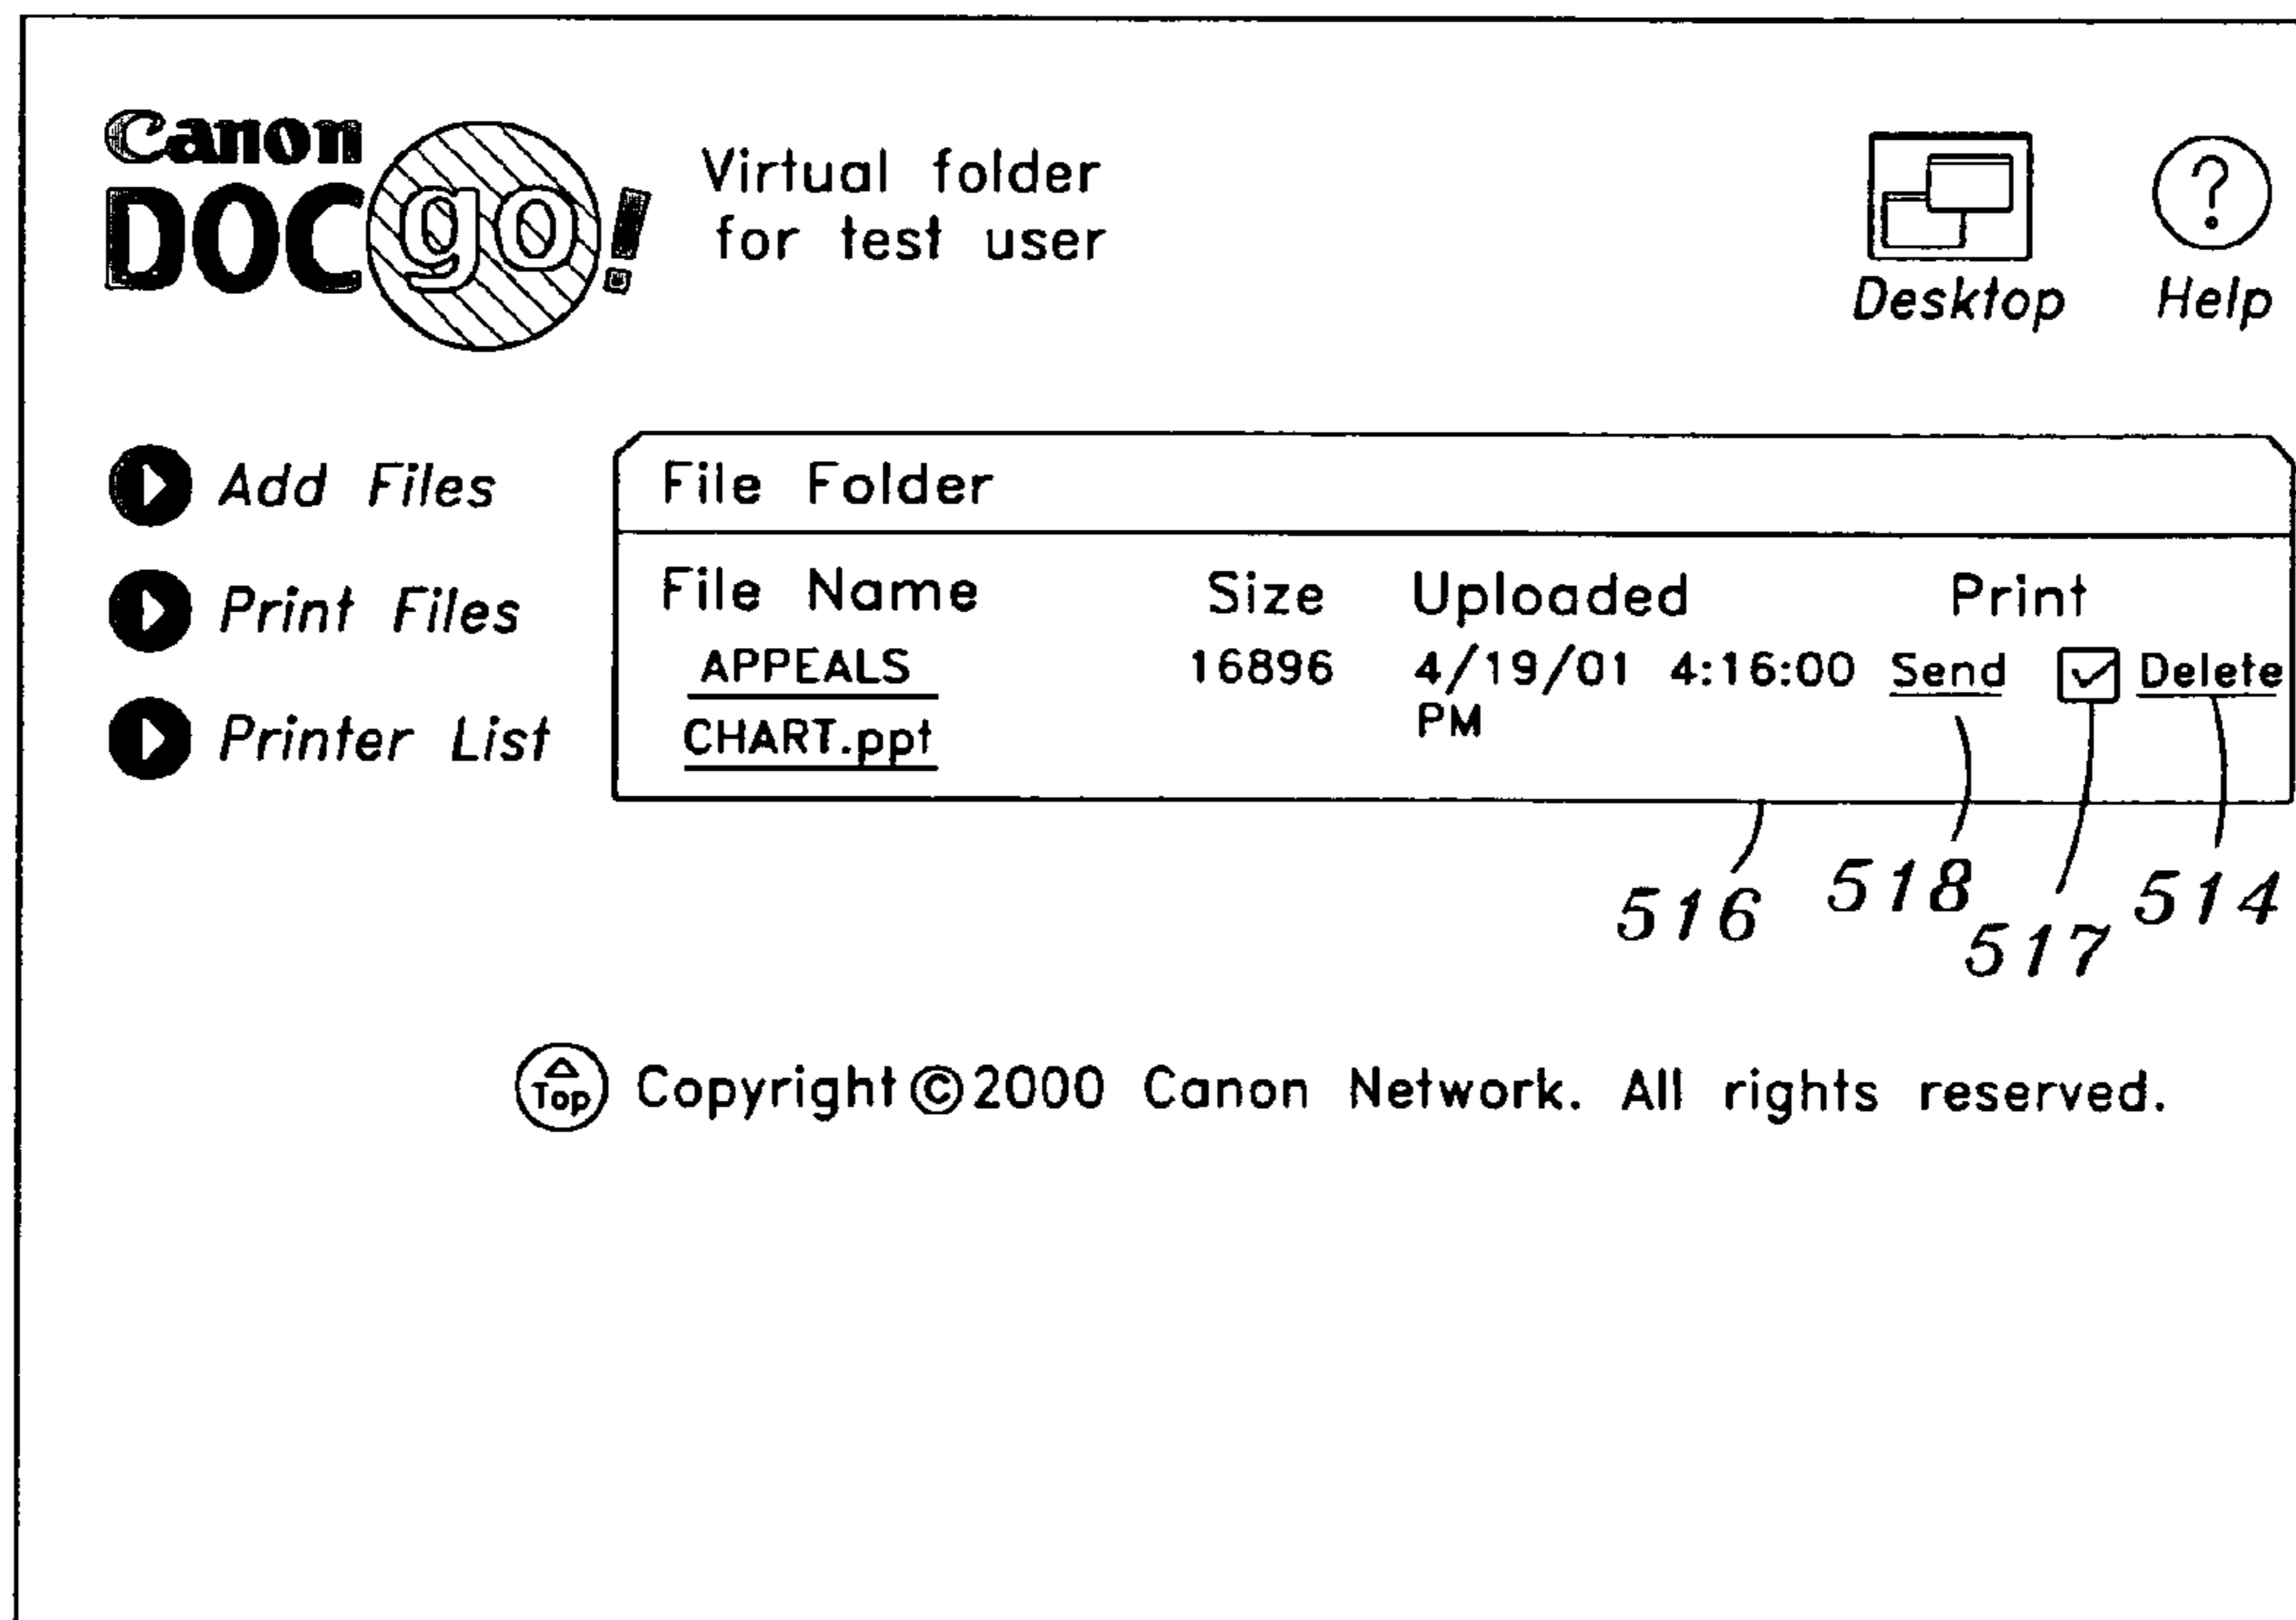 Canon
DOC go!
Virtual folder
for test user
Desktop Help
Add Files
Print Files
Printer List
File Folder
File Name Size Uploaded Print
APPEALS 16896 4/19/01 4:16:00 Send Delete
CHART.ppt PM
516 518 517 514
Top Copyright©2000 Canon Network. All rights reserved.